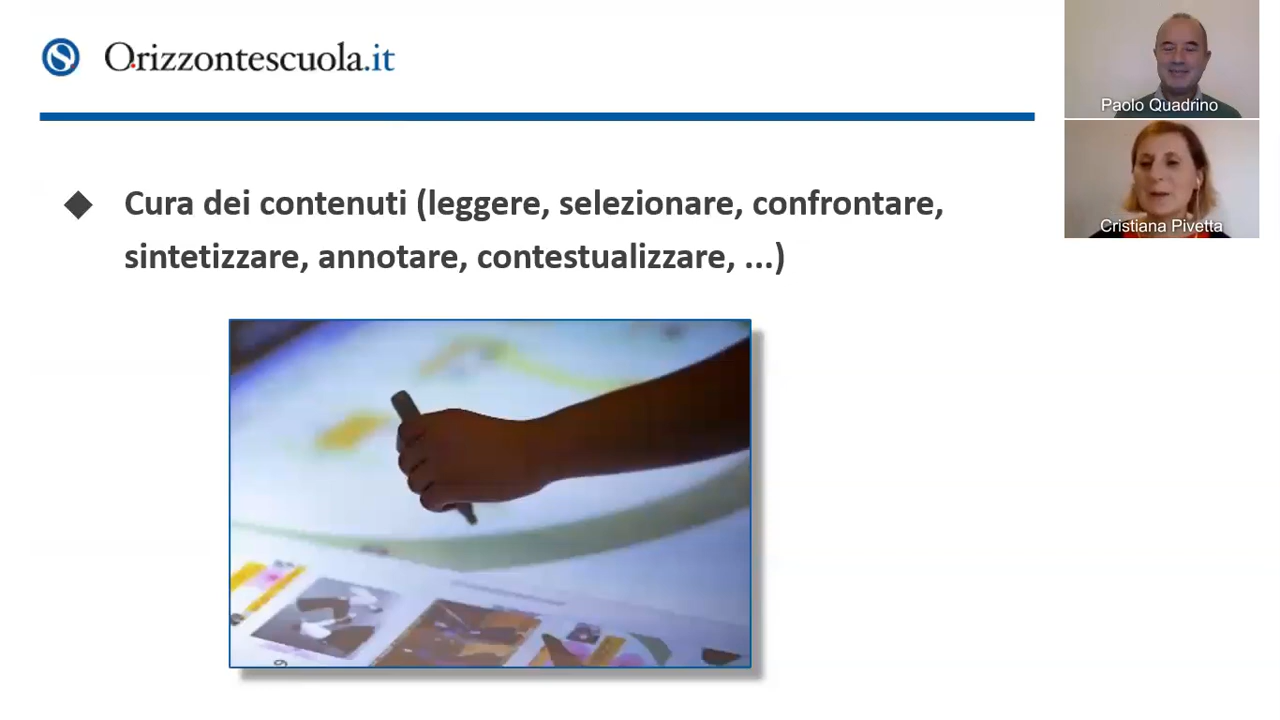 Orizzontescuola.it
Paolo Quadrino
Cristiana Pivetta
◆ Cura dei contenuti (leggere, selezionare, confrontare,
sintetizzare, annotare, contestualizzare, ...)